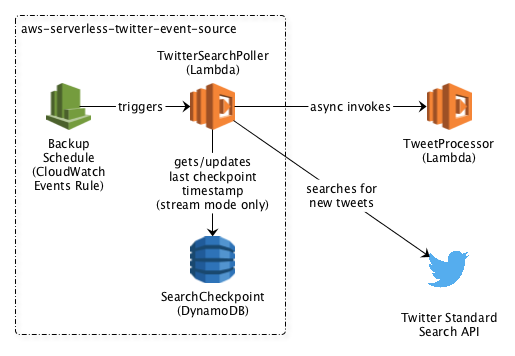 aws-serverless-twitter-event-source
TwitterSearchPoller
(Lambda)
triggers
async invokes
Backup
Schedule
(CloudWatch
Events Rule)
TweetProcessor
(Lambda)
gets/updates
last checkpoint
timestamp
(stream mode only)
searches for
new tweets
SearchCheckpoint
(DynamoDB)
Twitter Standard
Search API